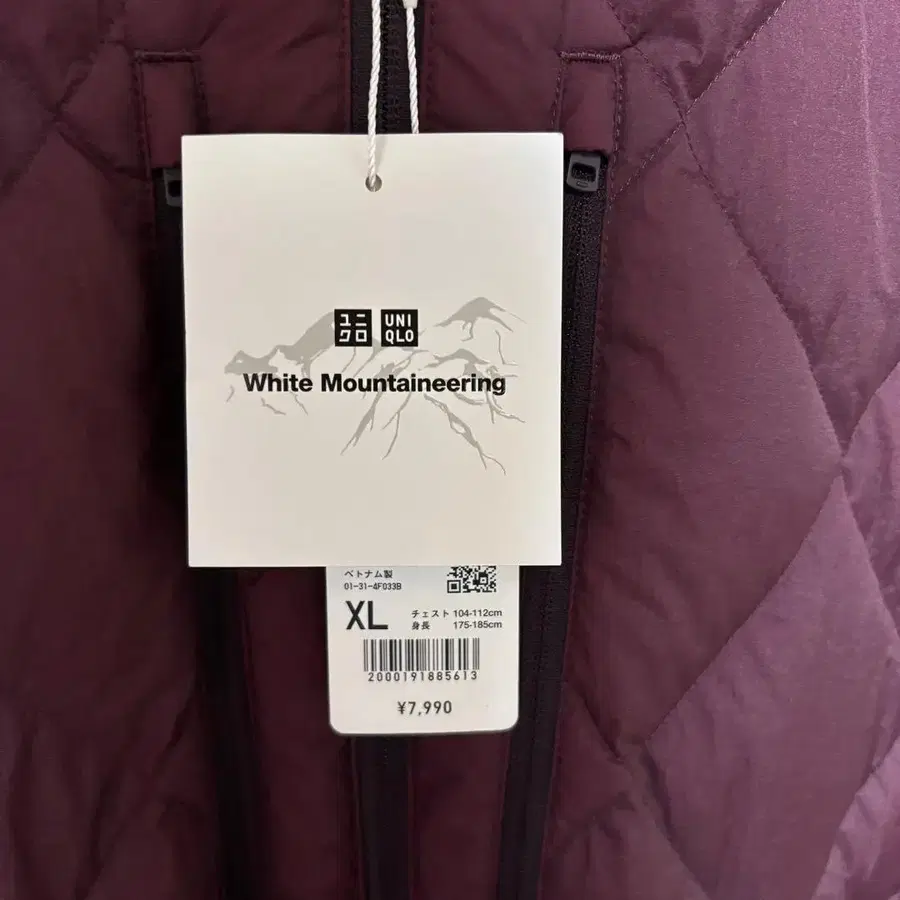 ユニ
クロ
UNI
QLO
White Mountaineering
ベトナム製
01-31-4F033B
XL
チェスト 104-112cm
身長 175-185cm
2000191885613
¥7,990